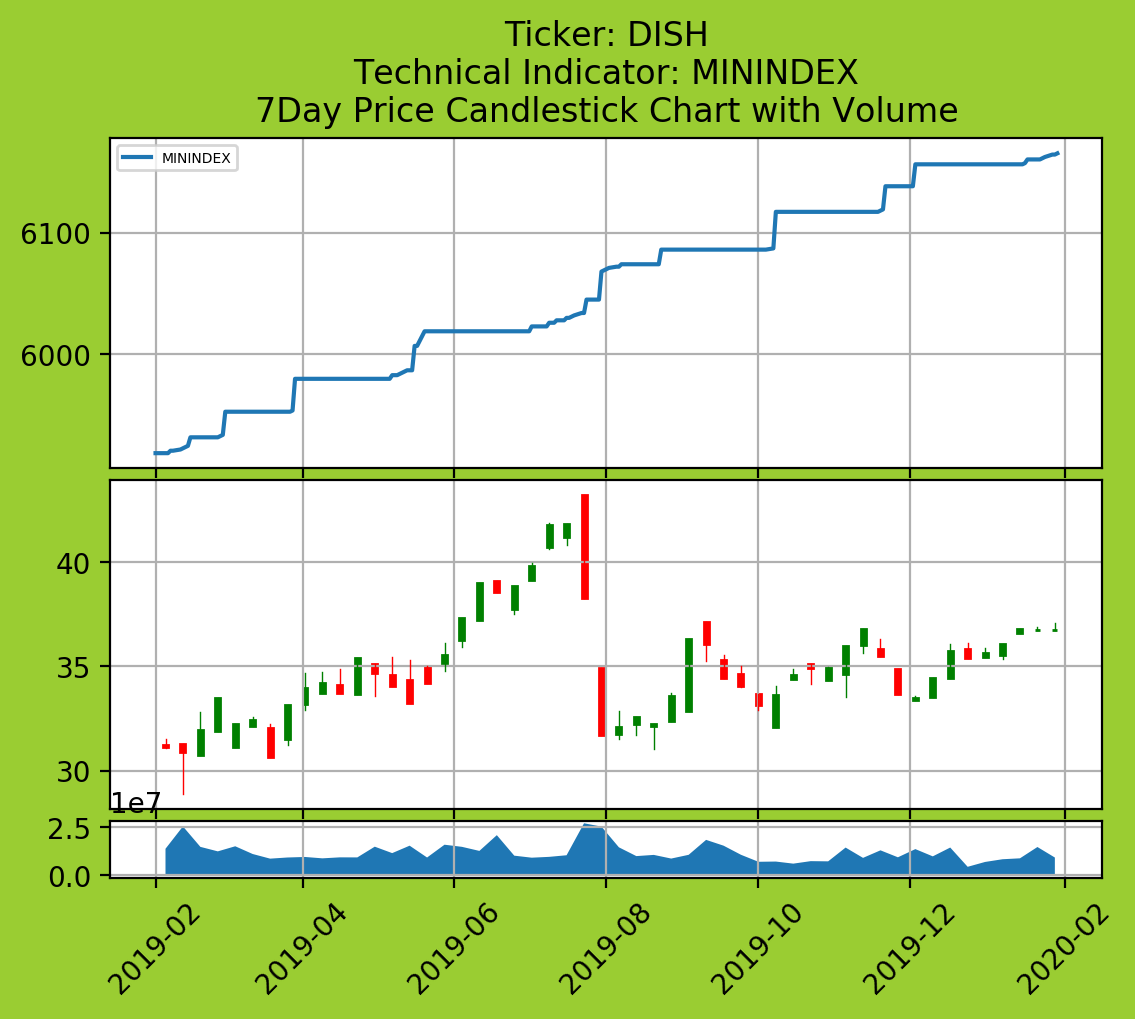 Ticker: DISH
Technical Indicator: MININDEX
7Day Price Candlestick Chart with Volume
MININDEX
6100
6000
40
35
30
1e7
2.5
0.0
2019-02
2019-04
2019-06
2019-08
2019-10
2019-12
2020-02